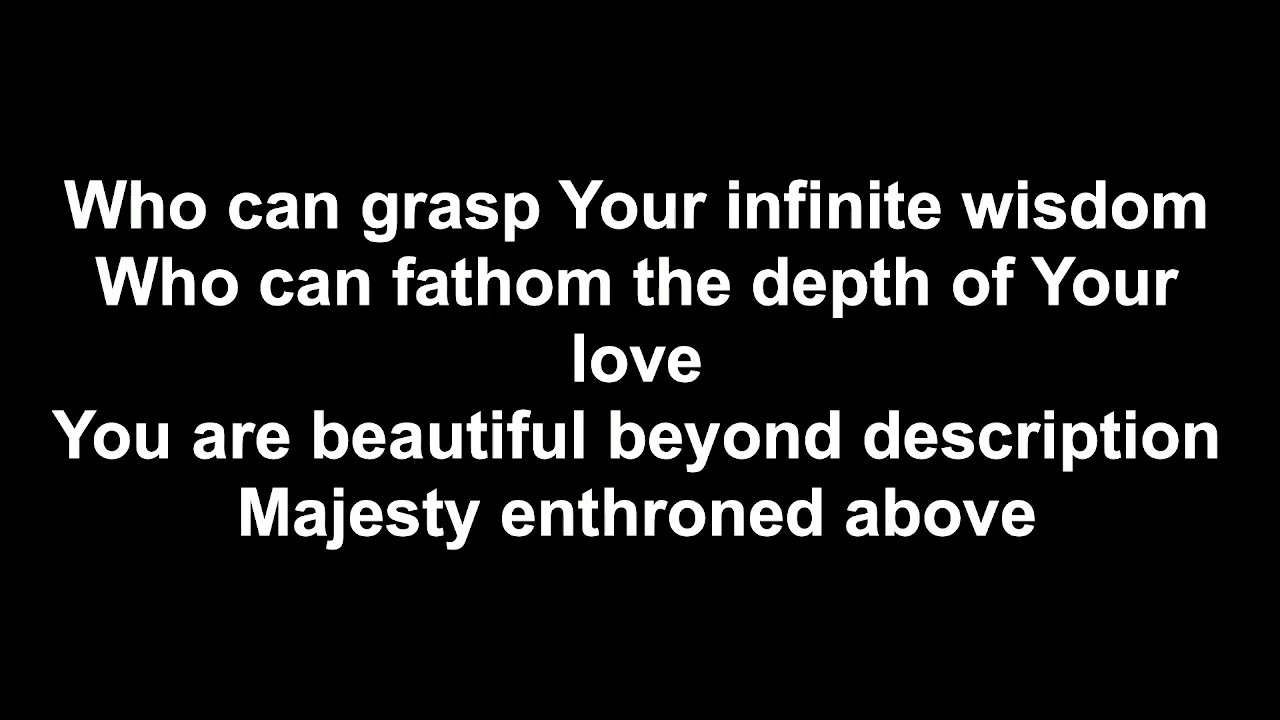 Who can grasp Your infinite wisdom
Who can fathom the depth of Your
love
You are beautiful beyond description
Majesty enthroned above